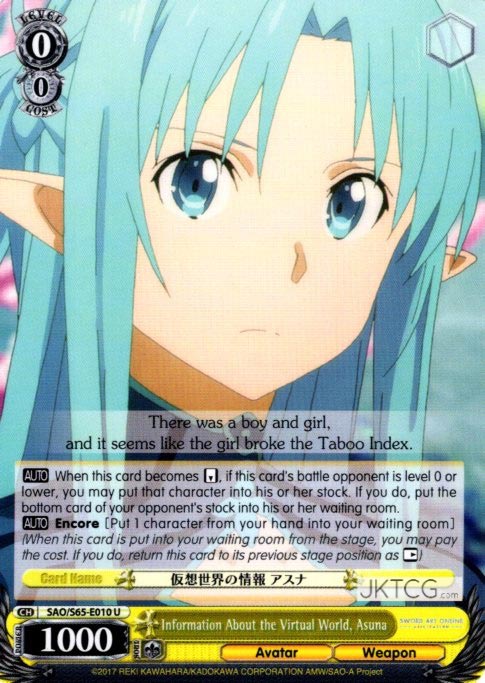 LEVEL
0
0
COST
There was a boy and girl,
and it seems like the girl broke the Taboo Index.
AUTO When this card becomes , if this card's battle opponent is level 0 or
lower, you may put that character into his or her stock. If you do, put the
bottom card of your opponent's stock into his or her waiting room.
AUTO Encore [Put 1 character from your hand into your waiting room]
(When this card is put into your waiting room from the stage, you may pay
the cost. If you do, return this card to its previous stage position as )
Card Name 仮想世界の情報 アスナ
JKTCG.com
CH SAO/S65-E010 U
POWER 1000 SOUL
Information About the Virtual World, Asuna
SWORD ART ONLINE
Avatar Weapon
©2017 REKI KAWAHARA/KADOKAWA CORPORATION AMW/SAO-A Project